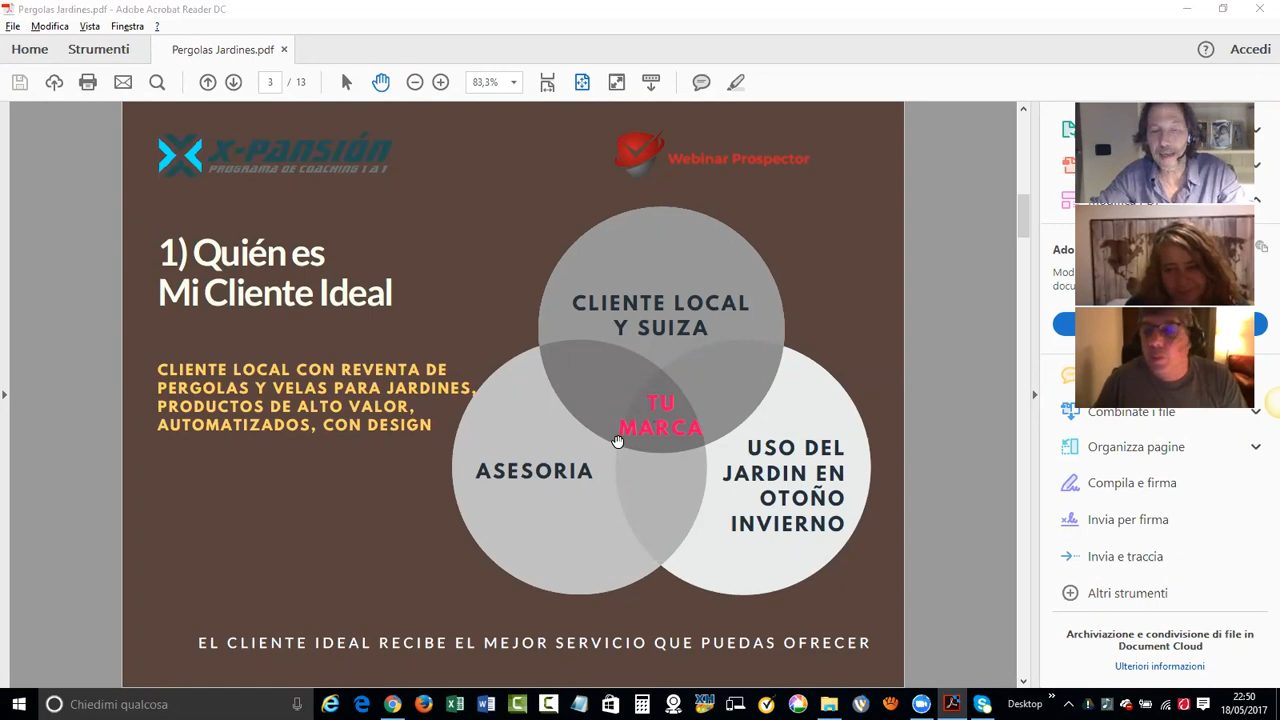 Pergolas Jardines.pdf - Adobe Acrobat Reader DC
File Modifica Vista Finestra ?
Home Strumenti Pergolas Jardines.pdf × ? Accedi
3 / 13 83,3%
X-PANSIÓN
PROGRAMA DE COACHING 1 A 1
Webinar Prospector
1) Quién es
Mi Cliente Ideal
CLIENTE LOCAL CON REVENTA DE
PERGOLAS Y VELAS PARA JARDINES,
PRODUCTOS DE ALTO VALOR,
AUTOMATIZADOS, CON DESIGN
CLIENTE LOCAL
Y SUIZA
TU
MARCA
ASESORIA
USO DEL
JARDIN EN
OTOÑO
INVIERNO
EL CLIENTE IDEAL RECIBE EL MEJOR SERVICIO QUE PUEDAS OFRECER
Ado
Mod
docu
Combinate i file
Organizza pagine
Compila e firma
Invia per firma
Invia e traccia
Altri strumenti
Archiviazione e condivisione di file in
Document Cloud
Ulteriori informazioni
Chiedimi qualcosa
Desktop
22:50
18/05/2017